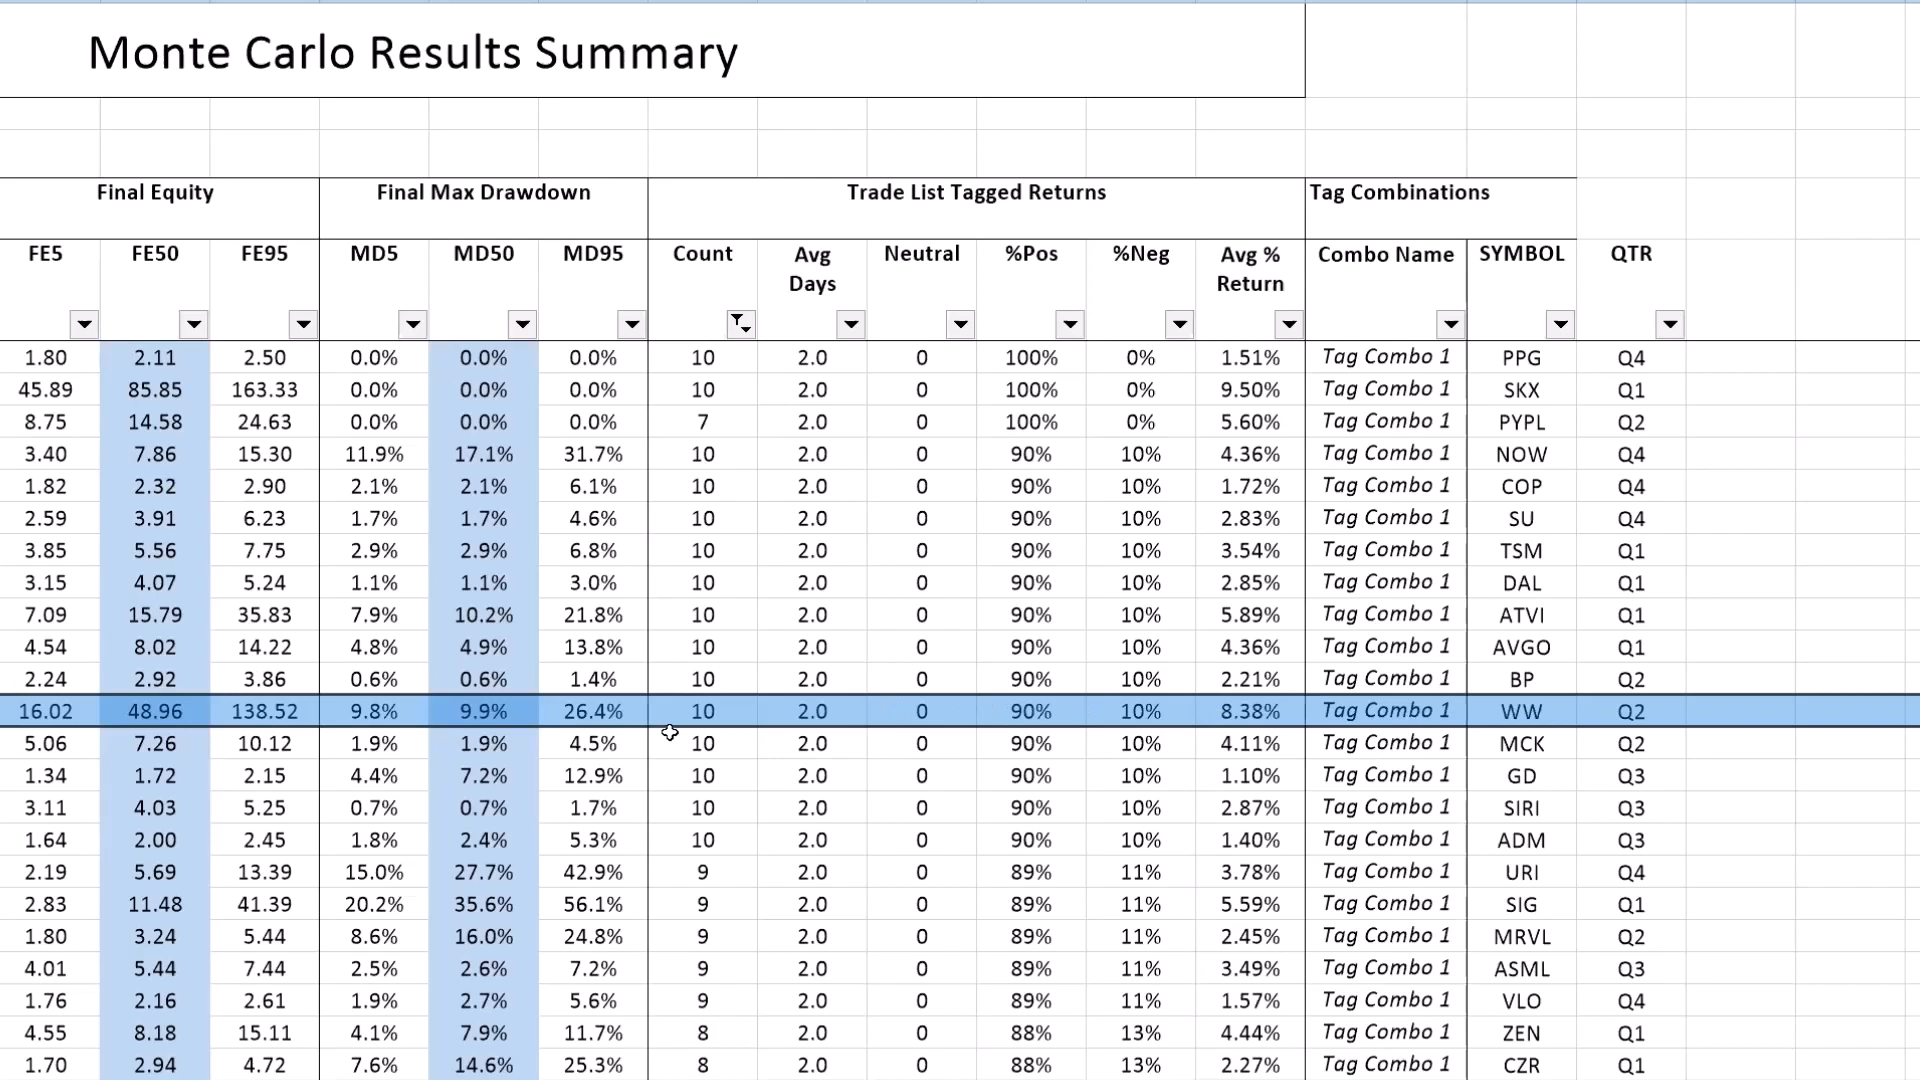 Monte Carlo Results Summary
Final Equity Final Max Drawdown Trade List Tagged Returns Tag Combinations
FE5 FE50 FE95 MD5 MD50 MD95 Count Avg Days Neutral %Pos %Neg Avg % Return Combo Name SYMBOL QTR
1.80 2.11 2.50 0.0% 0.0% 0.0% 10 2.0 0 100% 0% 1.51% Tag Combo 1 PPG Q4
45.89 85.85 163.33 0.0% 0.0% 0.0% 10 2.0 0 100% 0% 9.50% Tag Combo 1 SKX Q1
8.75 14.58 24.63 0.0% 0.0% 0.0% 7 2.0 0 100% 0% 5.60% Tag Combo 1 PYPL Q2
3.40 7.86 15.30 11.9% 17.1% 31.7% 10 2.0 0 90% 10% 4.36% Tag Combo 1 NOW Q4
1.82 2.32 2.90 2.1% 2.1% 6.1% 10 2.0 0 90% 10% 1.72% Tag Combo 1 COP Q4
2.59 3.91 6.23 1.7% 1.7% 4.6% 10 2.0 0 90% 10% 2.83% Tag Combo 1 SU Q4
3.85 5.56 7.75 2.9% 2.9% 6.8% 10 2.0 0 90% 10% 3.54% Tag Combo 1 TSM Q1
3.15 4.07 5.24 1.1% 1.1% 3.0% 10 2.0 0 90% 10% 2.85% Tag Combo 1 DAL Q1
7.09 15.79 35.83 7.9% 10.2% 21.8% 10 2.0 0 90% 10% 5.89% Tag Combo 1 ATVI Q1
4.54 8.02 14.22 4.8% 4.9% 13.8% 10 2.0 0 90% 10% 4.36% Tag Combo 1 AVGO Q1
2.24 2.92 3.86 0.6% 0.6% 1.4% 10 2.0 0 90% 10% 2.21% Tag Combo 1 BP Q2
16.02 48.96 138.52 9.8% 9.9% 26.4% 10 2.0 0 90% 10% 8.38% Tag Combo 1 WW Q2
5.06 7.26 10.12 1.9% 1.9% 4.5% 10 2.0 0 90% 10% 4.11% Tag Combo 1 MCK Q2
1.34 1.72 2.15 4.4% 7.2% 12.9% 10 2.0 0 90% 10% 1.10% Tag Combo 1 GD Q3
3.11 4.03 5.25 0.7% 0.7% 1.7% 10 2.0 0 90% 10% 2.87% Tag Combo 1 SIRI Q3
1.64 2.00 2.45 1.8% 2.4% 5.3% 10 2.0 0 90% 10% 1.40% Tag Combo 1 ADM Q3
2.19 5.69 13.39 15.0% 27.7% 42.9% 9 2.0 0 89% 11% 3.78% Tag Combo 1 URI Q4
2.83 11.48 41.39 20.2% 35.6% 56.1% 9 2.0 0 89% 11% 5.59% Tag Combo 1 SIG Q1
1.80 3.24 5.44 8.6% 16.0% 24.8% 9 2.0 0 89% 11% 2.45% Tag Combo 1 MRVL Q2
4.01 5.44 7.44 2.5% 2.6% 7.2% 9 2.0 0 89% 11% 3.49% Tag Combo 1 ASML Q3
1.76 2.16 2.61 1.9% 2.7% 5.6% 9 2.0 0 89% 11% 1.57% Tag Combo 1 VLO Q4
4.55 8.18 15.11 4.1% 7.9% 11.7% 8 2.0 0 88% 13% 4.44% Tag Combo 1 ZEN Q1
1.70 2.94 4.72 7.6% 14.6% 25.3% 8 2.0 0 88% 13% 2.27% Tag Combo 1 CZR Q1